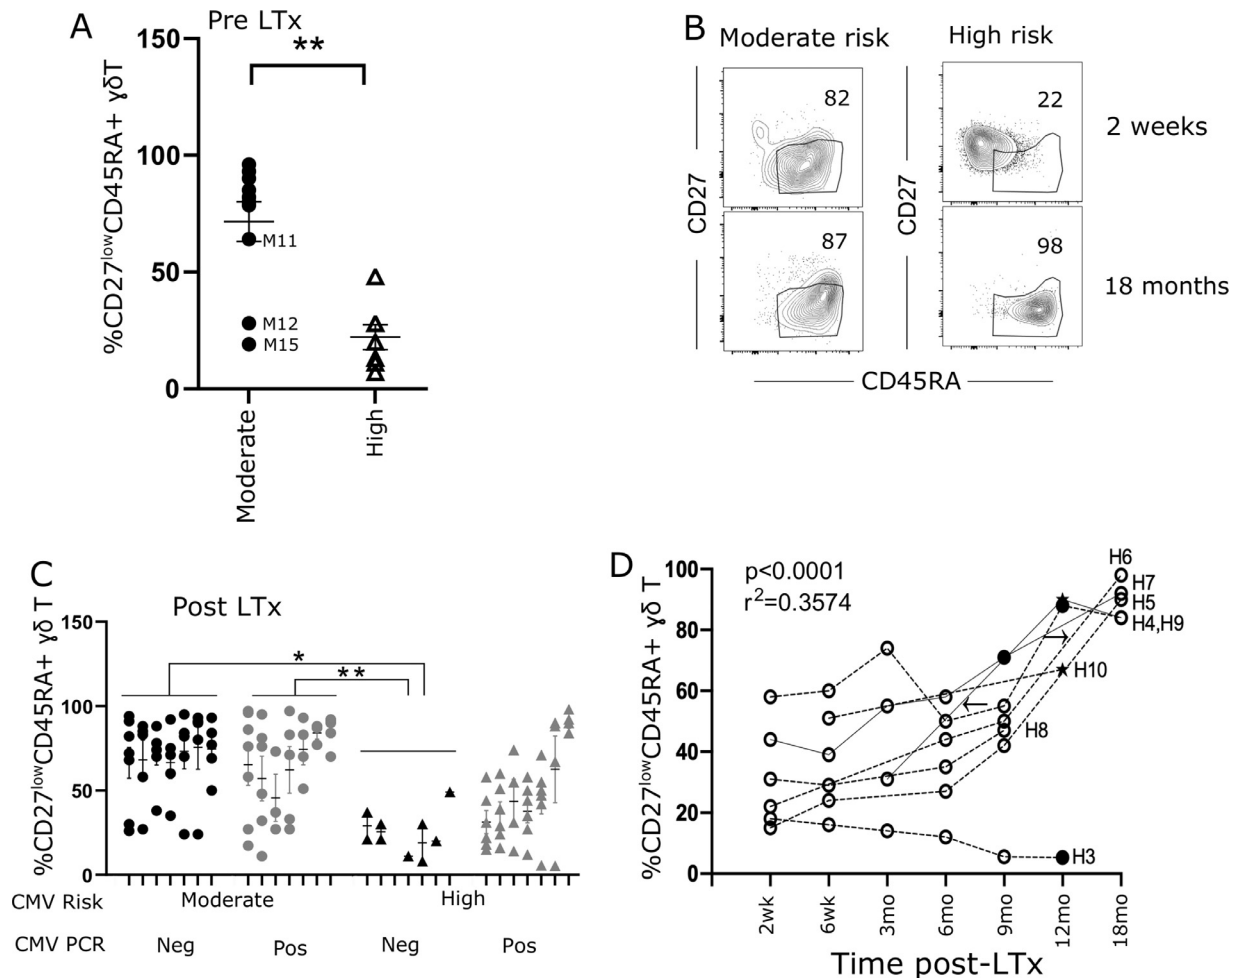 A
Pre LTx
%CD27lowCD45RA+ γδT
150
100
50
0
**
M11
M12
M15
Moderate
High
B
Moderate risk
High risk
82
22
2 weeks
87
98
18 months
CD27
CD27
CD45RA
C
Post LTx
%CD27lowCD45RA+ γδ T
150
100
50
0
*
**
CMV Risk
Moderate
High
CMV PCR
Neg
Pos
Neg
Pos
D
p<0.0001
r²=0.3574
%CD27lowCD45RA+ γδ T
100
80
60
40
20
0
H6
H7
H5
H4,H9
H10
H8
H3
2wk
6wk
3mo
6mo
9mo
12mo
18mo
Time post-LTx